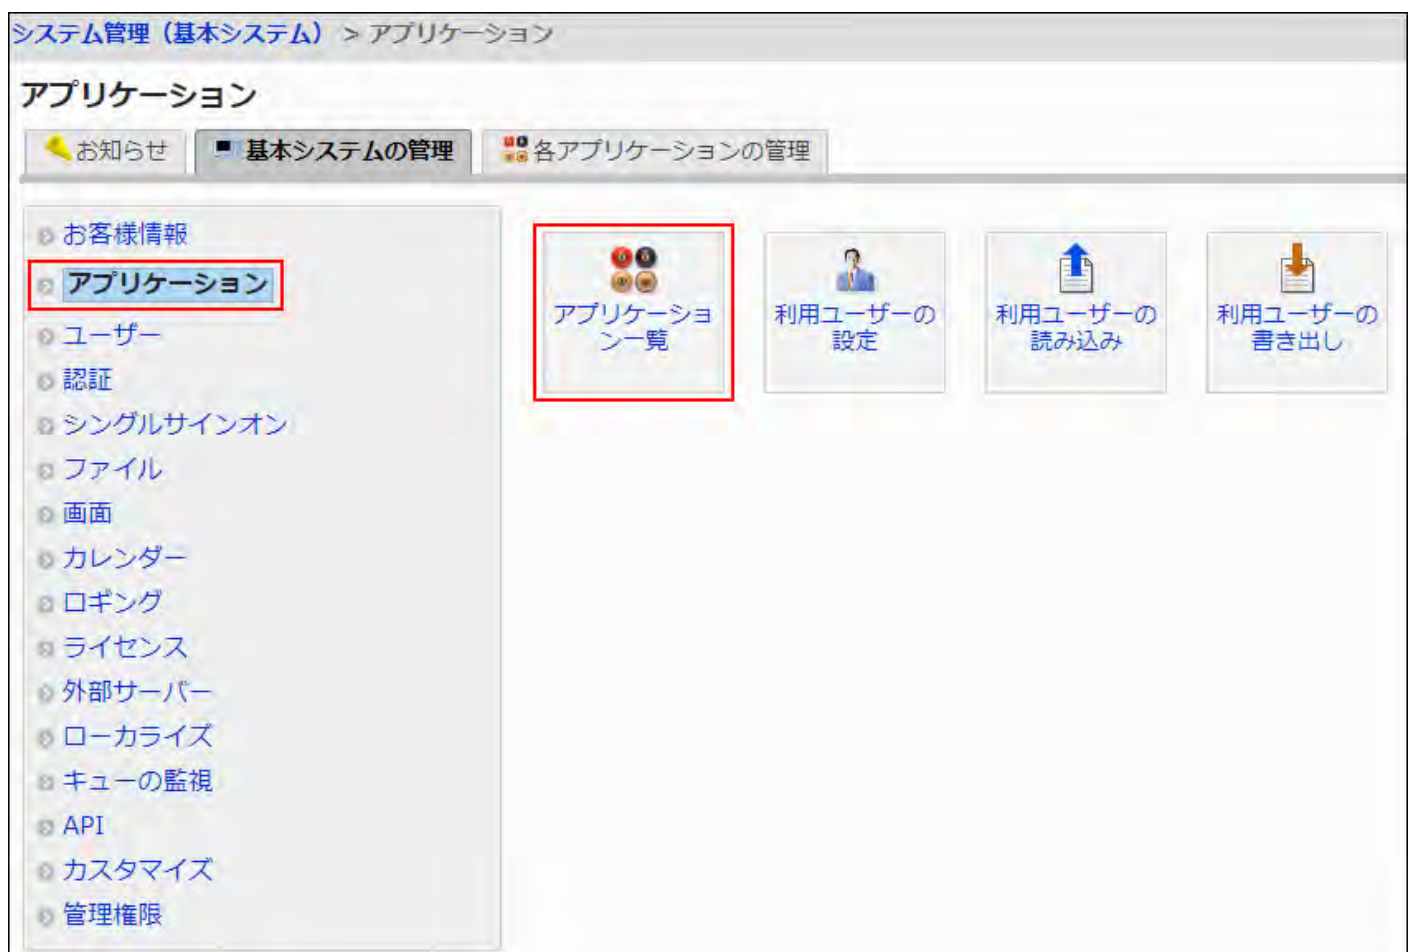 システム管理（基本システム） > アプリケーション
アプリケーション
お知らせ
基本システムの管理
各アプリケーションの管理
お客様情報
アプリケーション
ユーザー
認証
シングルサインオン
ファイル
画面
カレンダー
ロギング
ライセンス
外部サーバー
ローカライズ
キューの監視
API
カスタマイズ
管理権限
アプリケーショ
ン一覧
利用ユーザーの
設定
利用ユーザーの
読み込み
利用ユーザーの
書き出し